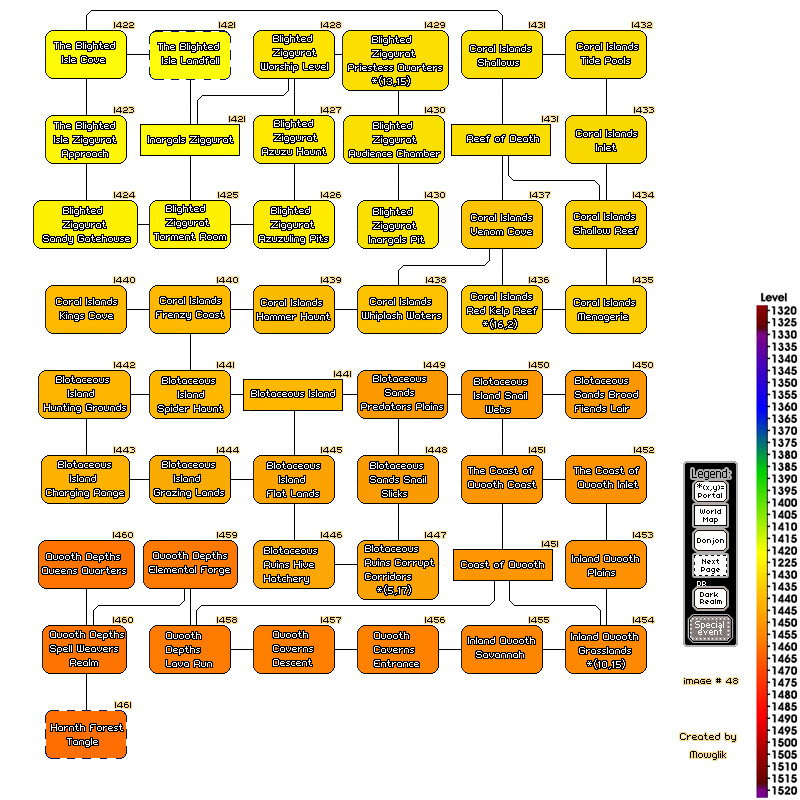 1422 1421 1428 1429 1431 1432
The Blighted
Isle Cove
The Blighted
Isle Landfall
Blighted
Ziggurat
Worship Level
Blighted
Ziggurat
Priestess Quarters
*(13,15)
Coral Islands
Shallows
Coral Islands
Tide Pools
1423 1421 1427 1430 1431 1433
The Blighted
Isle Ziggurat
Approach
Inargals Ziggurat
Blighted
Ziggurat
Azuzu Haunt
Blighted
Ziggurat
Audience Chamber
Reef of Death
Coral Islands
Inlet
1424 1425 1426 1430 1437 1434
Blighted
Ziggurat
Sandy Gatehouse
Blighted
Ziggurat
Torment Room
Blighted
Ziggurat
Azuzuling Pits
Blighted
Ziggurat
Inargals Pit
Coral Islands
Venom Cove
Coral Islands
Shallow Reef
1440 1440 1439 1438 1436 1435
Coral Islands
Kings Cove
Coral Islands
Frenzy Coast
Coral Islands
Hammer Haunt
Coral Islands
Whiplash Waters
Coral Islands
Red Kelp Reef
*(16,2)
Coral Islands
Menagerie
1442 1441 1441 1449 1450 1450
Blotaceous
Island
Hunting Grounds
Blotaceous
Island
Spider Haunt
Blotaceous Island
Blotaceous
Sands
Predators Plains
Blotaceous
Island Snail
Webs
Blotaceous
Sands Brood
Fiends Lair
1443 1444 1445 1448 1451 1452
Blotaceous
Island
Charging Range
Blotaceous
Island
Grazing Lands
Blotaceous
Island
Flat Lands
Blotaceous
Sands Snail
Slicks
The Coast of
Quooth Coast
The Coast of
Quooth Inlet
1460 1459 1446 1447 1451 1453
Quooth Depths
Queens Quarters
Quooth Depths
Elemental Forge
Blotaceous
Ruins Hive
Hatchery
Blotaceous
Ruins Corrupt
Corridors
*(5,17)
Coast of Quooth
Inland Quooth
Plains
1460 1458 1457 1456 1455 1454
Quooth Depths
Spell Weavers
Realm
Quooth
Depths
Lava Run
Quooth
Caverns
Descent
Quooth
Caverns
Entrance
Inland Quooth
Savannah
Inland Quooth
Grasslands
*(10,15)
1461
Harnth Forest
Tangle
Level
1320
1325
1330
1335
1340
1345
1350
1355
1360
1365
1370
1375
1380
1385
1390
1395
1400
1405
1410
1415
1420
1425
1430
1435
1440
1445
1450
1455
1460
1465
1470
1475
1480
1485
1490
1495
1500
1505
1510
1515
1520
Legend:
*(x,y)=
Portal
World
Map
Donjon
Next
Page
OR
Dark
Realm
Special
event
image # 48
Created by
Mowglik